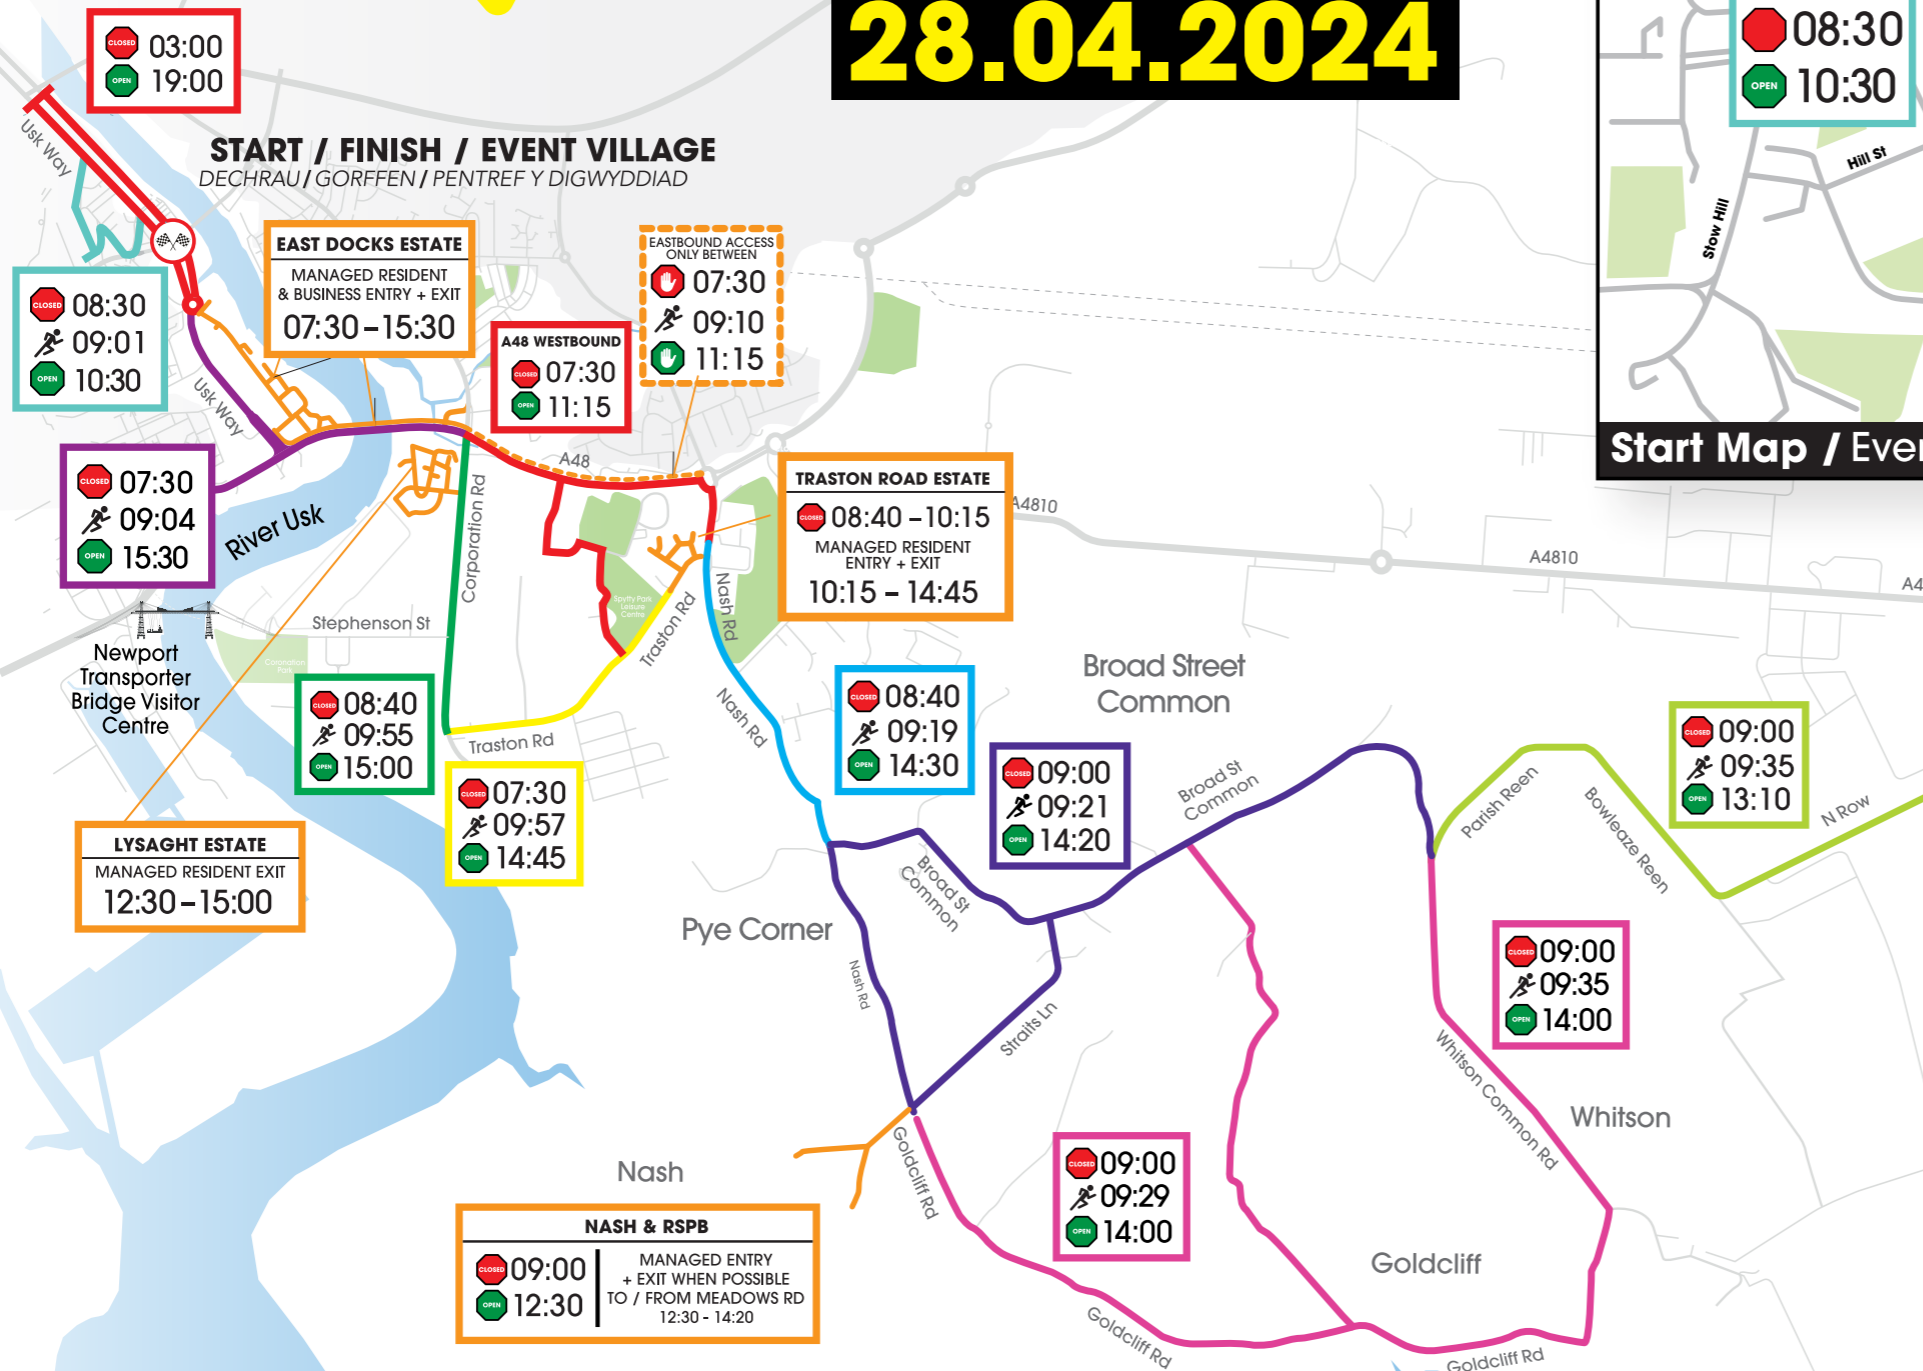 28.04.2024
CLOSED 03:00
OPEN 19:00
Usk Way
START / FINISH / EVENT VILLAGE
DECHRAU / GORFFEN / PENTREF Y DIGWYDDIAD
08:30
OPEN 10:30
Hill St
Stow Hill
Start Map / Even
EAST DOCKS ESTATE
MANAGED RESIDENT
& BUSINESS ENTRY + EXIT
07:30 – 15:30
EASTBOUND ACCESS
ONLY BETWEEN
07:30
09:10
11:15
CLOSED 08:30
09:01
OPEN 10:30
A48 WESTBOUND
CLOSED 07:30
OPEN 11:15
Usk Way
A48
CLOSED 07:30
09:04
OPEN 15:30
River Usk
Corporation Rd
TRASTON ROAD ESTATE
CLOSED 08:40 – 10:15
MANAGED RESIDENT
ENTRY + EXIT
10:15 – 14:45
A4810
A4810
A4
Nash Rd
Spytty Park
Leisure
Centre
Traston Rd
Stephenson St
Newport
Transporter
Bridge Visitor
Centre
Coronation
Park
CLOSED 08:40
09:55
OPEN 15:00
Traston Rd
Nash Rd
CLOSED 08:40
09:19
OPEN 14:30
Broad Street
Common
CLOSED 09:00
09:21
OPEN 14:20
Broad St
Common
Parish Reen
Bowleaze Reen
CLOSED 09:00
09:35
OPEN 13:10
N Row
CLOSED 07:30
09:57
OPEN 14:45
LYSAGHT ESTATE
MANAGED RESIDENT EXIT
12:30 – 15:00
Broad St
Common
Pye Corner
Nash Rd
Straits Ln
CLOSED 09:00
09:35
OPEN 14:00
Whitson Common Rd
Whitson
Nash
Goldcliff Rd
CLOSED 09:00
09:29
OPEN 14:00
NASH & RSPB
CLOSED 09:00
OPEN 12:30
MANAGED ENTRY
+ EXIT WHEN POSSIBLE
TO / FROM MEADOWS RD
12:30 - 14:20
Goldcliff
Goldcliff Rd
Goldcliff Rd